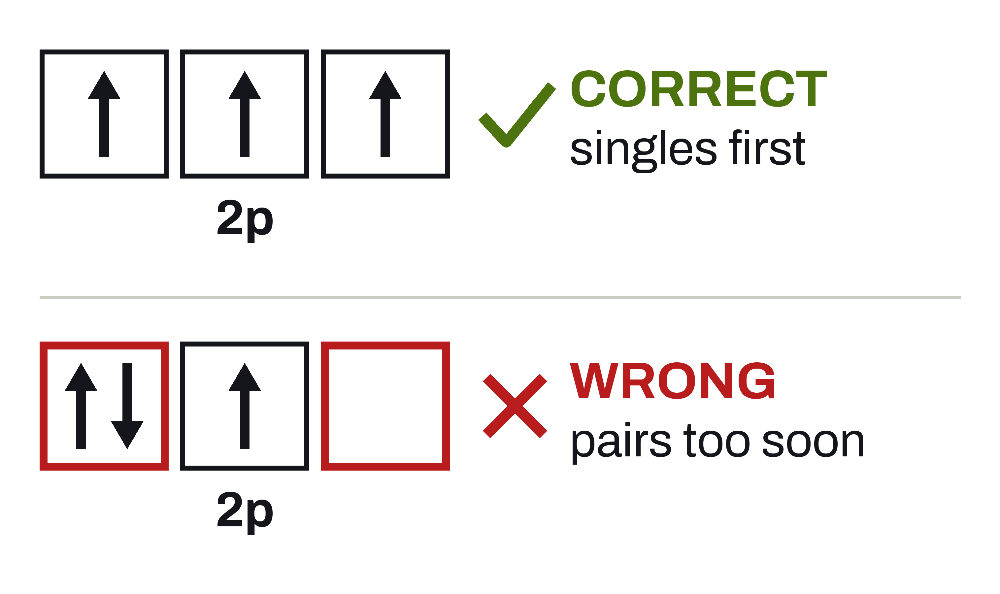 CORRECT
singles first
2p
WRONG
pairs too soon
2p